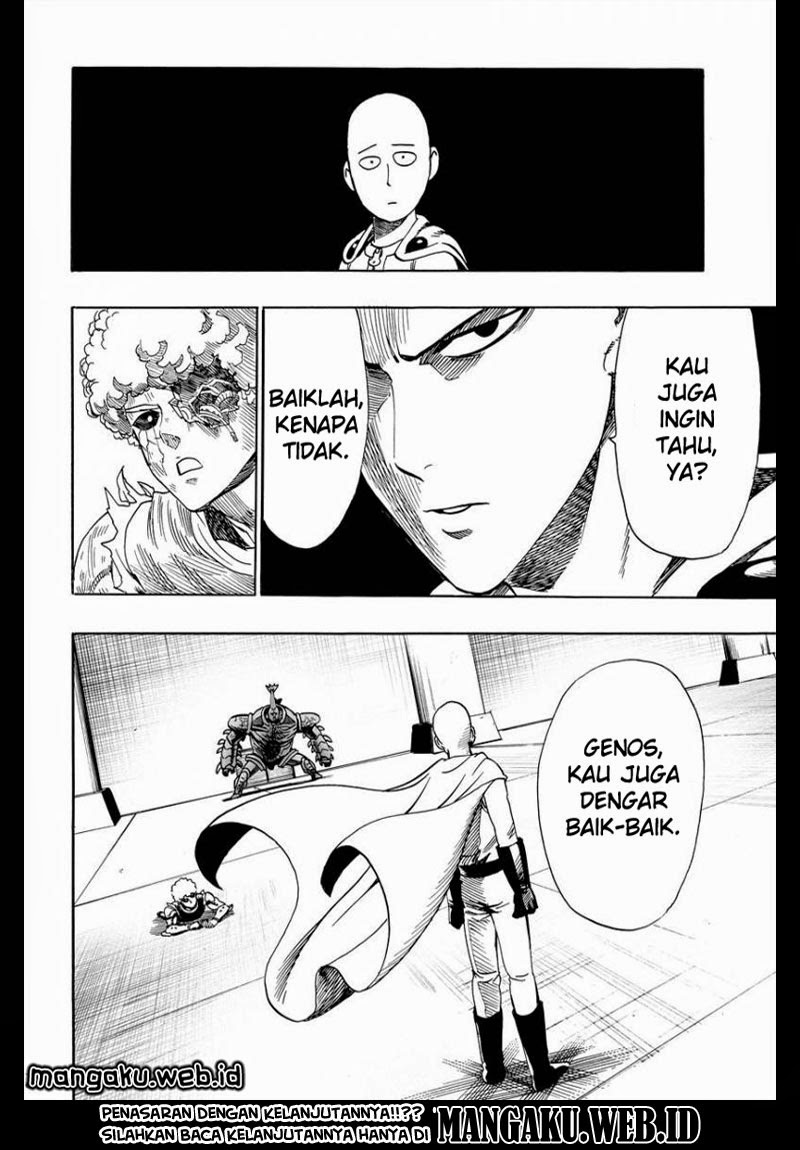 KAU
JUGA
INGIN
TAHU,
YA?
BAIKLAH,
KENAPA
TIDAK.
GENOS,
KAU JUGA
DENGAR
BAIK-BAIK.
mangaku.web.id
PENASARAN DENGAN KELANJUTANNYA!!??
SILAHKAN BACA KELANJUTANNYA HANYA DI MANGAKU.WEB.ID